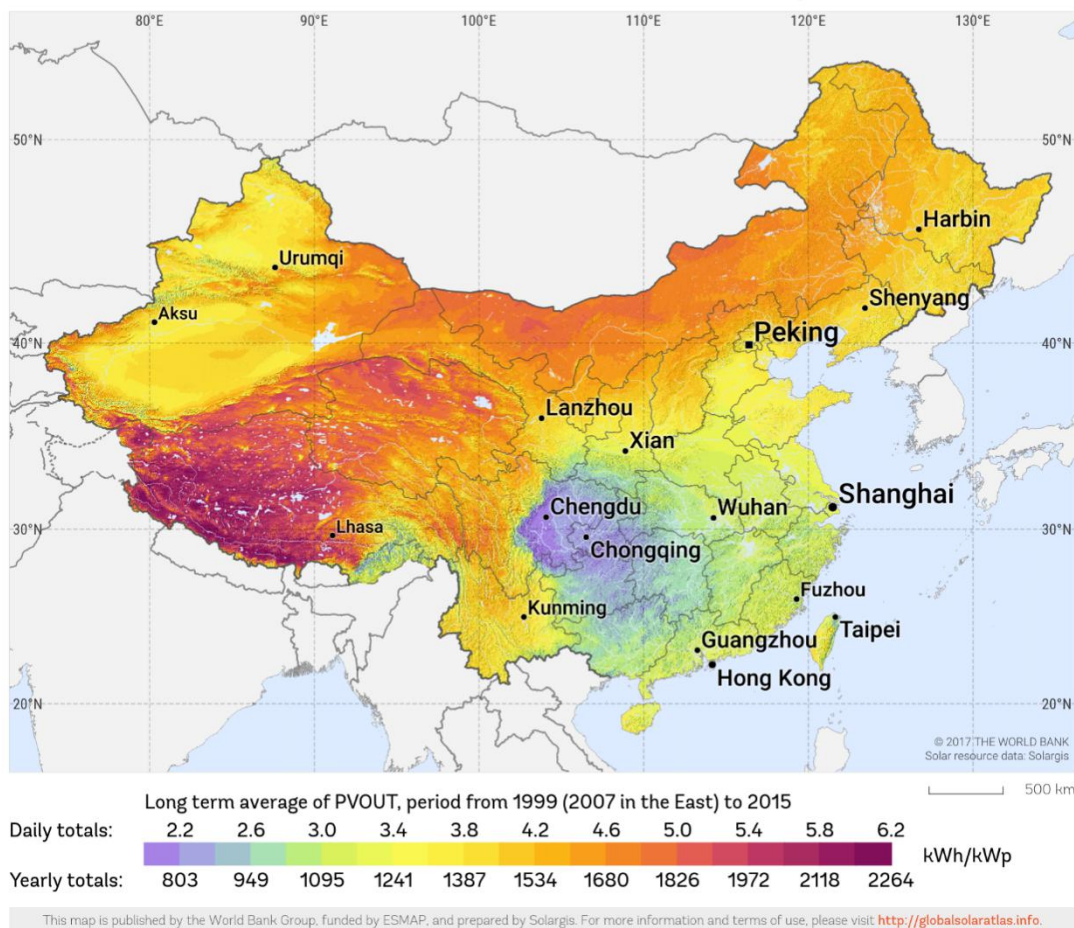 80°E 90°E 100°E 110°E 120°E 130°E
50°N 50°N
Harbin
Urumqi
Shenyang
Aksu
Peking
40°N 40°N
Lanzhou
Xian
Shanghai
Chengdu
Wuhan
30°N 30°N
Lhasa
Chongqing
Fuzhou
Kunming
Taipei
Guangzhou
Hong Kong
20°N 20°N
© 2017 THE WORLD BANK
Solar resource data: Solargis
500 km
Long term average of PVOUT, period from 1999 (2007 in the East) to 2015
Daily totals: 2.2 2.6 3.0 3.4 3.8 4.2 4.6 5.0 5.4 5.8 6.2
kWh/kWp
Yearly totals: 803 949 1095 1241 1387 1534 1680 1826 1972 2118 2264
This map is published by the World Bank Group, funded by ESMAP, and prepared by Solargis. For more information and terms of use, please visit http://globalsolaratlas.info.